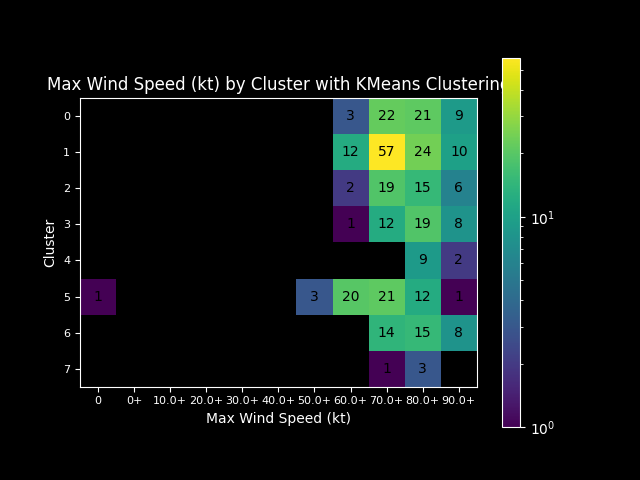 Max Wind Speed (kt) by Cluster with KMeans Clustering
0 3 22 21 9
1 12 57 24 10
2 2 19 15 6
3 1 12 19 8
4 9 2
5 1 3 20 21 12 1
6 14 15 8
7 1 3
0 0+ 10.0+ 20.0+ 30.0+ 40.0+ 50.0+ 60.0+ 70.0+ 80.0+ 90.0+
Max Wind Speed (kt)
Cluster
10¹
10⁰